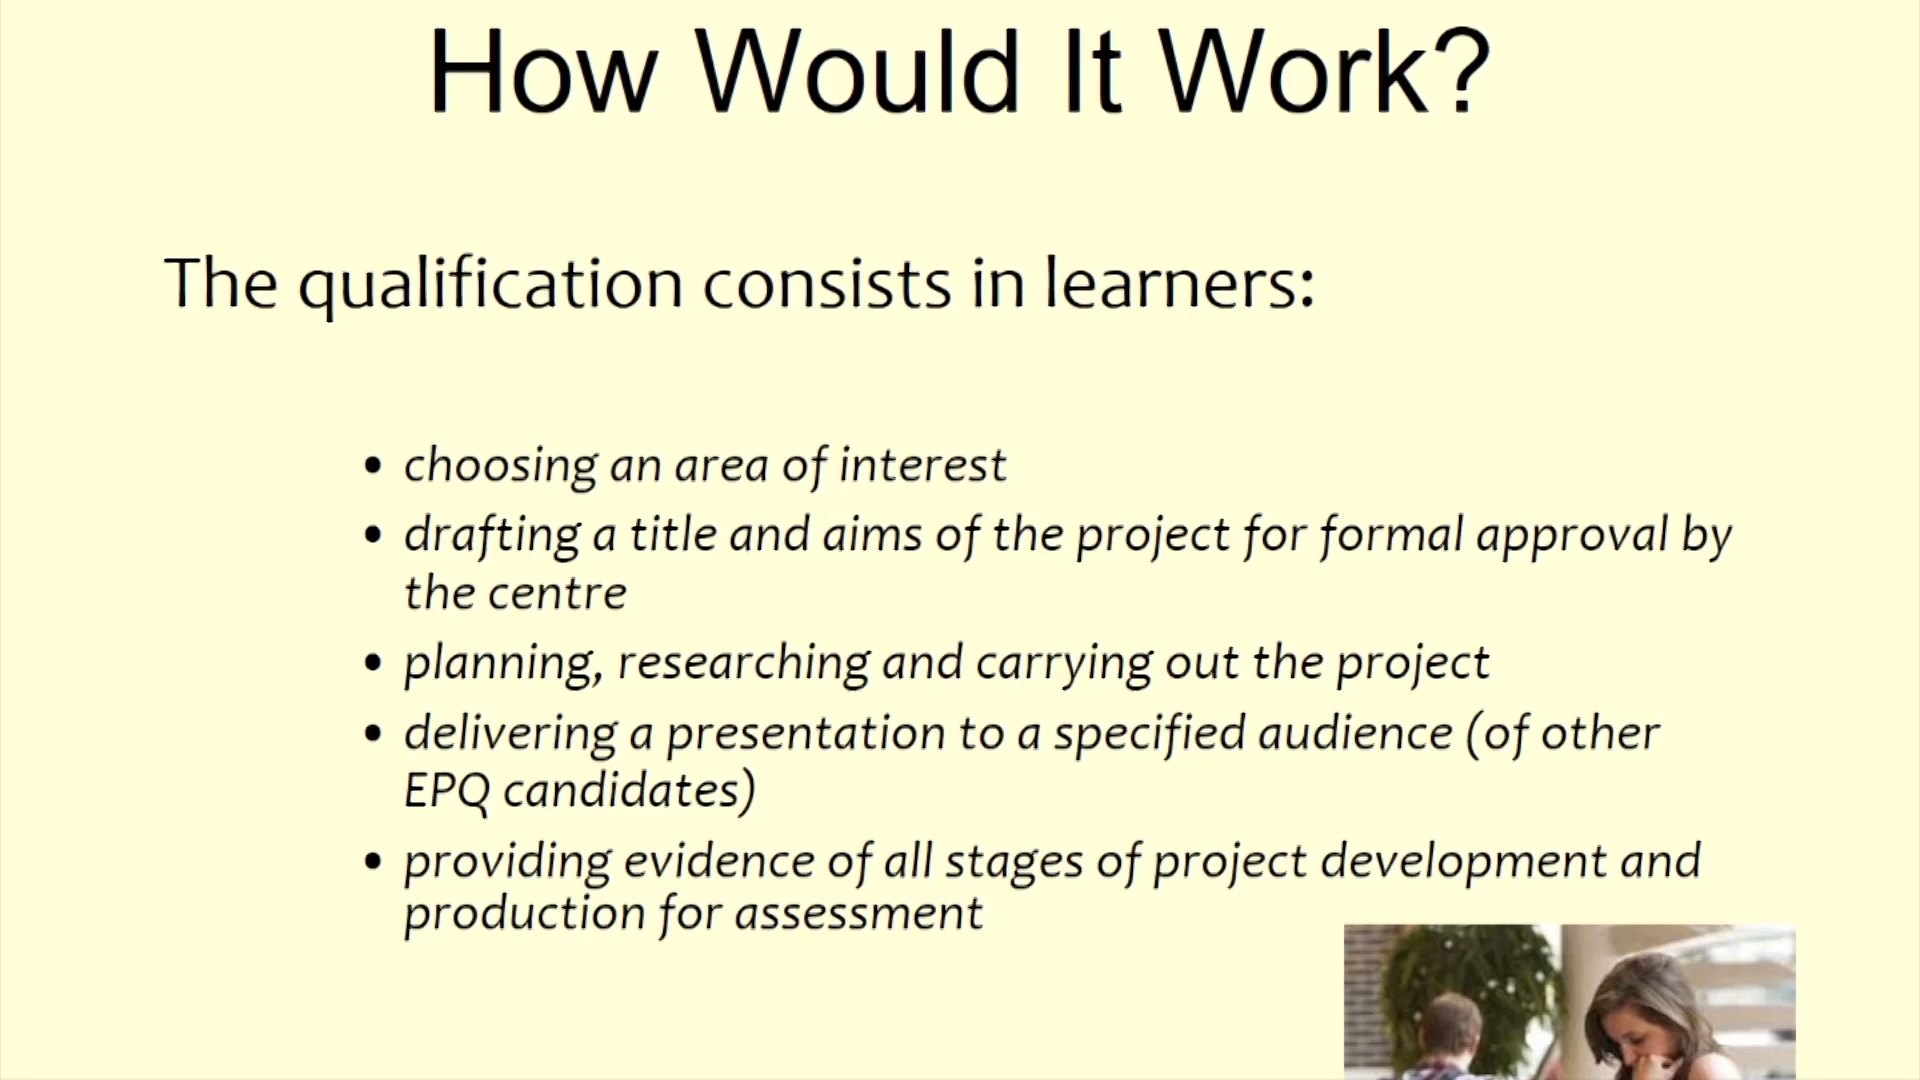 How Would It Work?
The qualification consists in learners:
• choosing an area of interest
• drafting a title and aims of the project for formal approval by
the centre
• planning, researching and carrying out the project
• delivering a presentation to a specified audience (of other
EPQ candidates)
• providing evidence of all stages of project development and
production for assessment